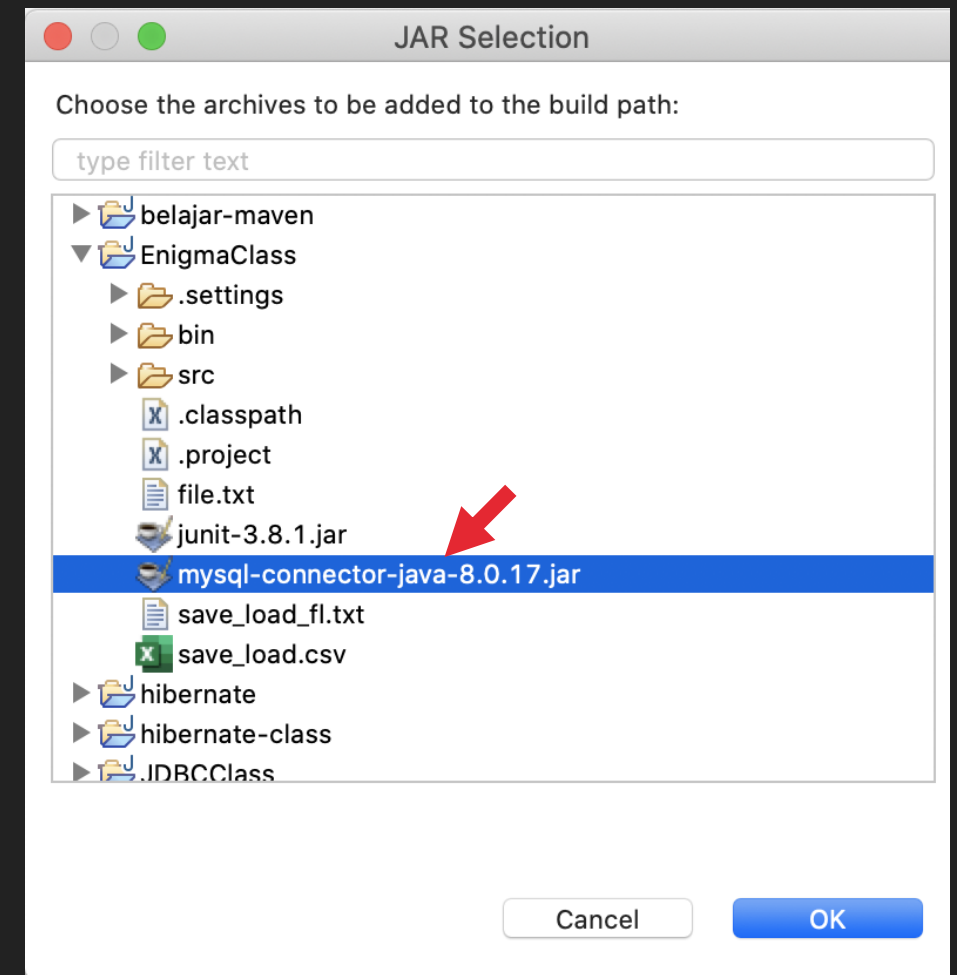 JAR Selection
Choose the archives to be added to the build path:
type filter text
belajar-maven
EnigmaClass
.settings
bin
src
.classpath
.project
file.txt
junit-3.8.1.jar
mysql-connector-java-8.0.17.jar
save_load_fl.txt
save_load.csv
hibernate
hibernate-class
JDBCClass
Cancel
OK